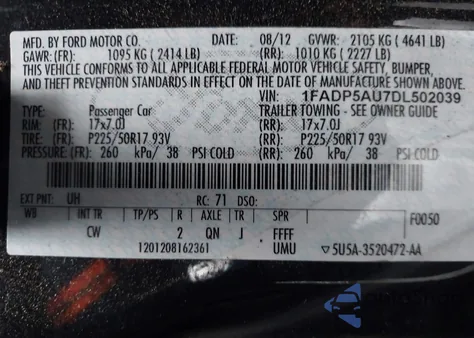 MFD. BY FORD MOTOR CO. DATE: 08/12 GVWR: 2105 KG ( 4641 LB)
GAWR: (FR): 1095 KG ( 2414 LB) (RR): 1010 KG ( 2227 LB)
THIS VEHICLE CONFORMS TO ALL APPLICABLE FEDERAL MOTOR VEHICLE SAFETY, BUMPER,
AND THEFT PREVENTION STANDARDS IN EFFECT ON THE DATE OF MANUFACTURE SHOWN ABOVE.
VIN: 1FADP5AU7DL502039
TYPE: Passenger Car TRAILER TOWING - SEE OWNER GUIDE
RIM: (FR): 17x7.0J (RR): 17x7.0J
TIRE: (FR): P225/50R17 93V (RR): P225/50R17 93V
PRESSURE: (FR): 260 kPa/ 38 PSI COLD (RR): 260 kPa/ 38 PSI COLD
EXT PNT: UH RC: 71 DSO:
WB INT TR TP/PS R AXLE TR SPR F0050
CW 2 QN J FFFF
1201208162361 UMU ▽5U5A-3520472-AA